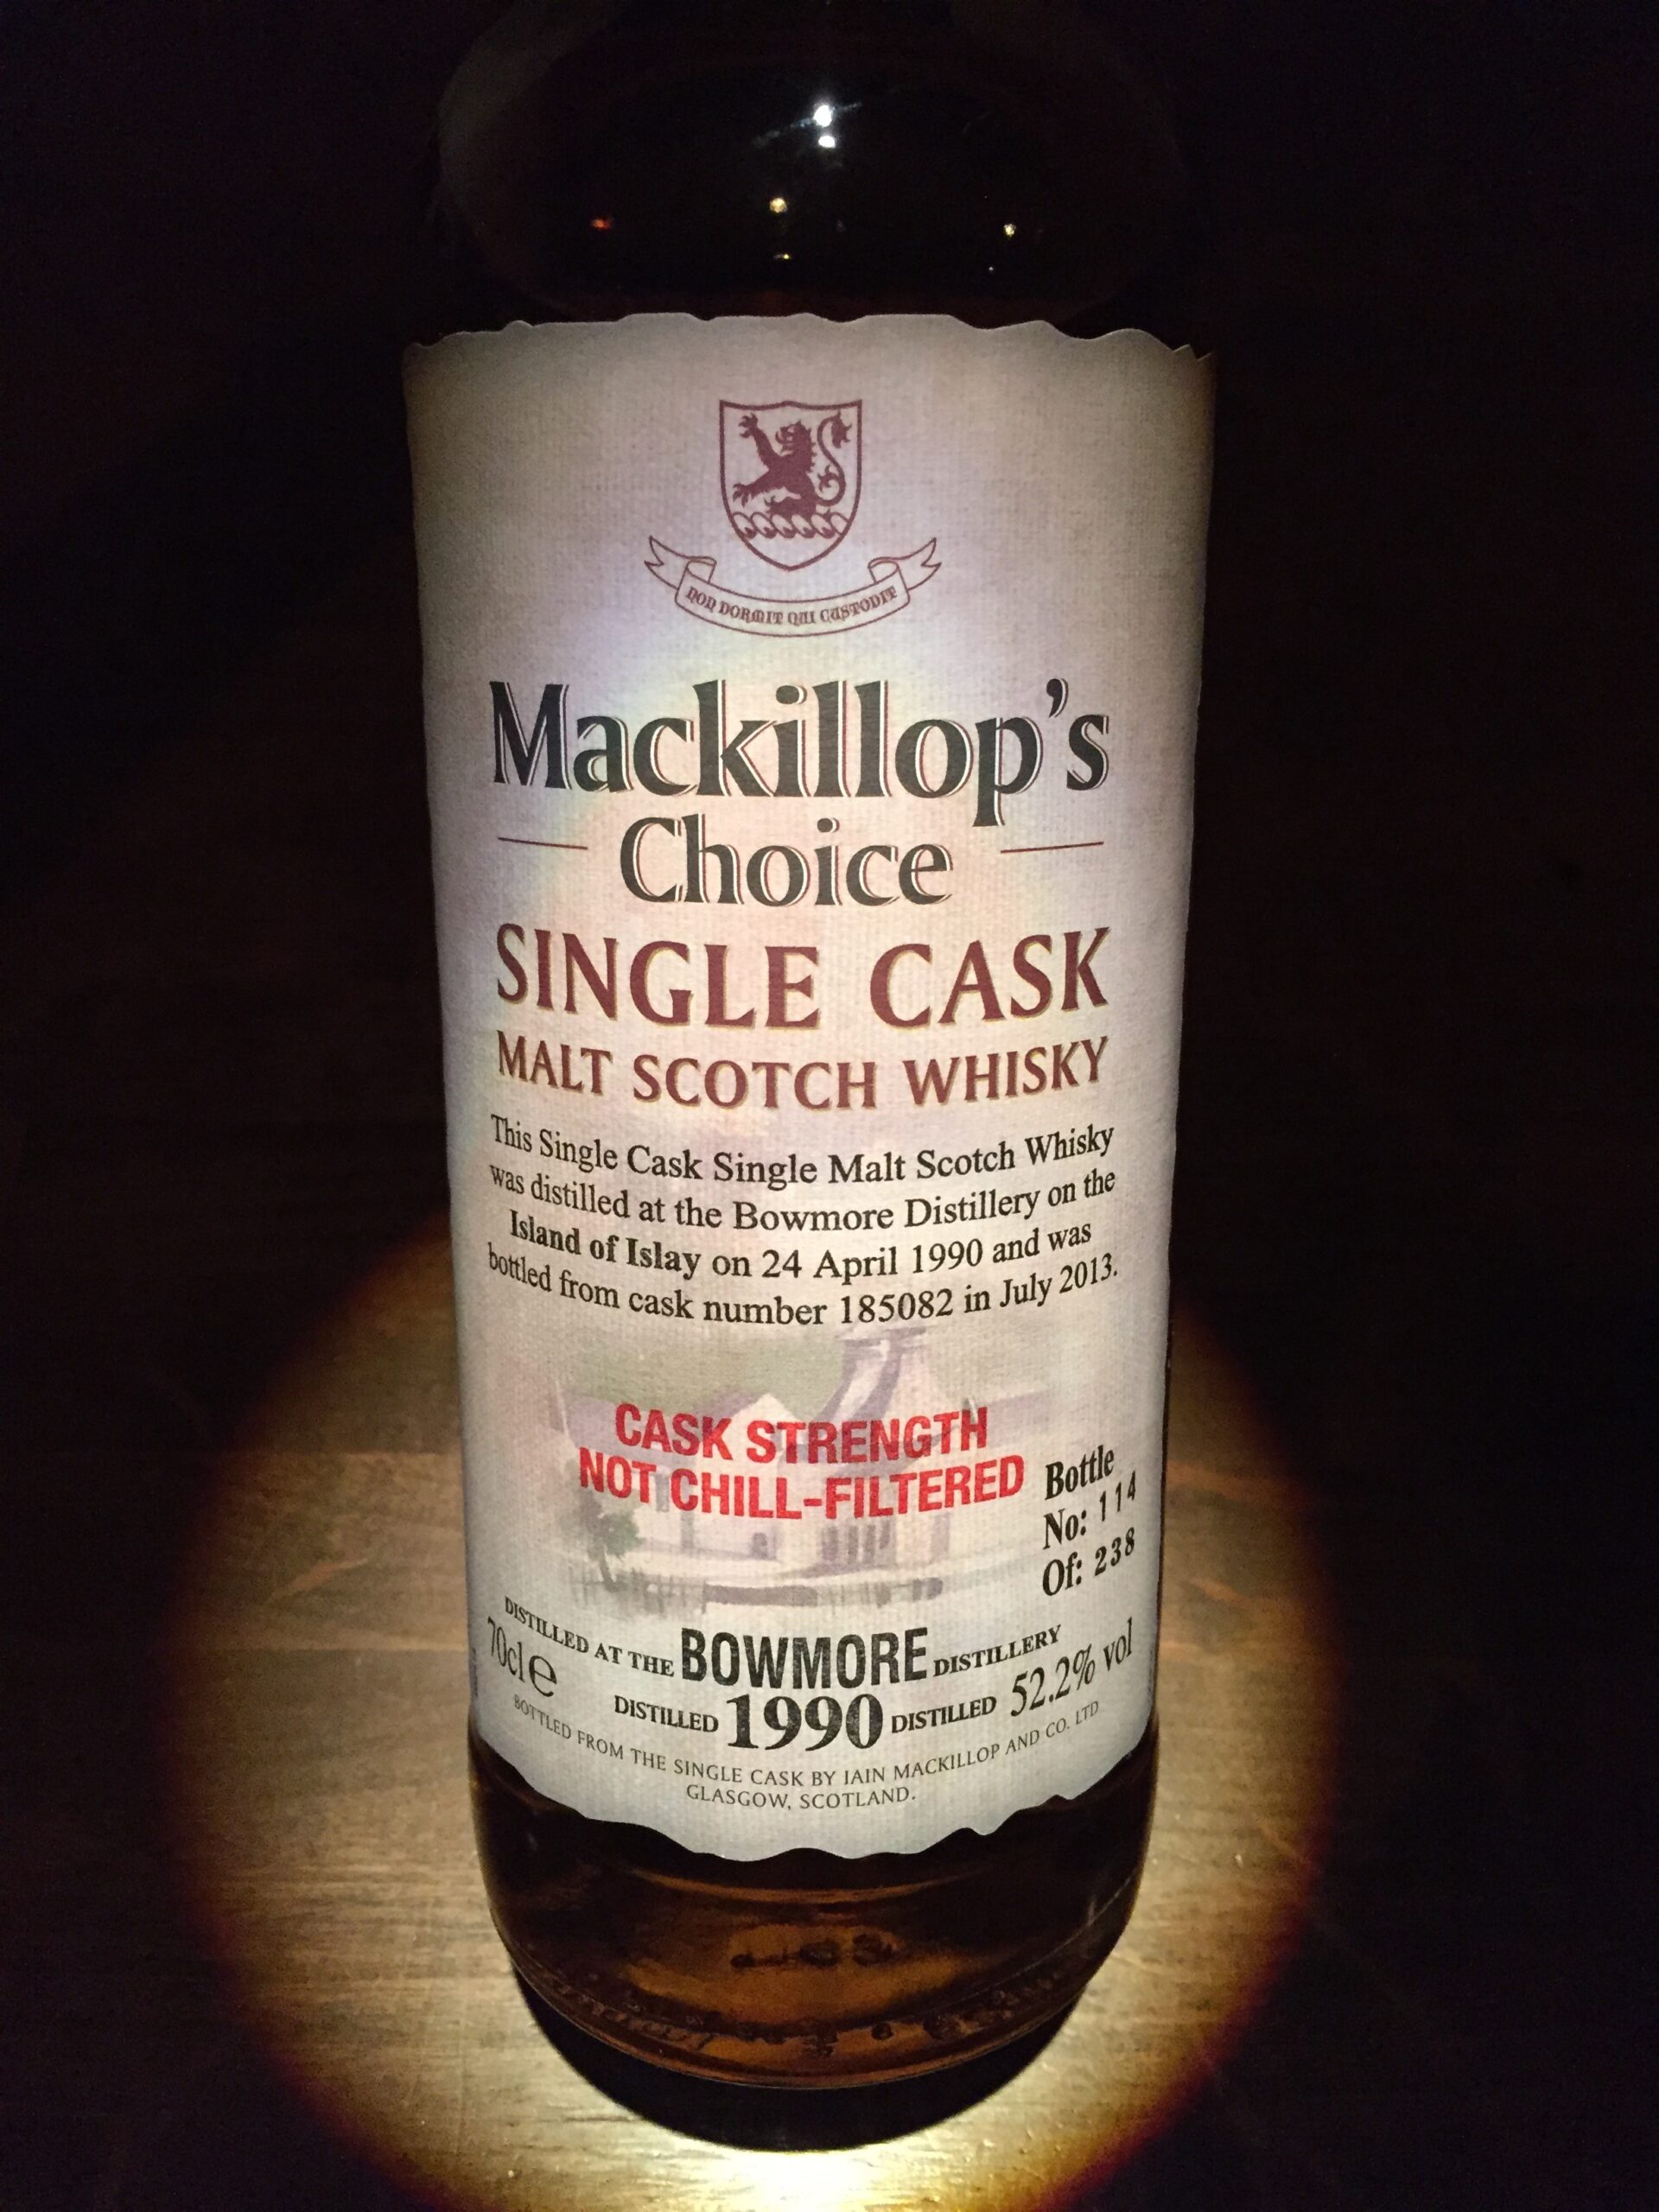 NON DORMIT QUI CUSTODIT
Mackillop's
Choice
SINGLE CASK
MALT SCOTCH WHISKY
This Single Cask Single Malt Scotch Whisky
was distilled at the Bowmore Distillery on the
Island of Islay on 24 April 1990 and was
bottled from cask number 185082 in July 2013.
CASK STRENGTH
NOT CHILL-FILTERED
Bottle
No: 114
Of: 238
DISTILLED AT THE BOWMORE DISTILLERY
70cl e
DISTILLED 1990 DISTILLED
52.2% vol
BOTTLED FROM THE SINGLE CASK BY IAIN MACKILLOP AND CO. LTD
GLASGOW, SCOTLAND.